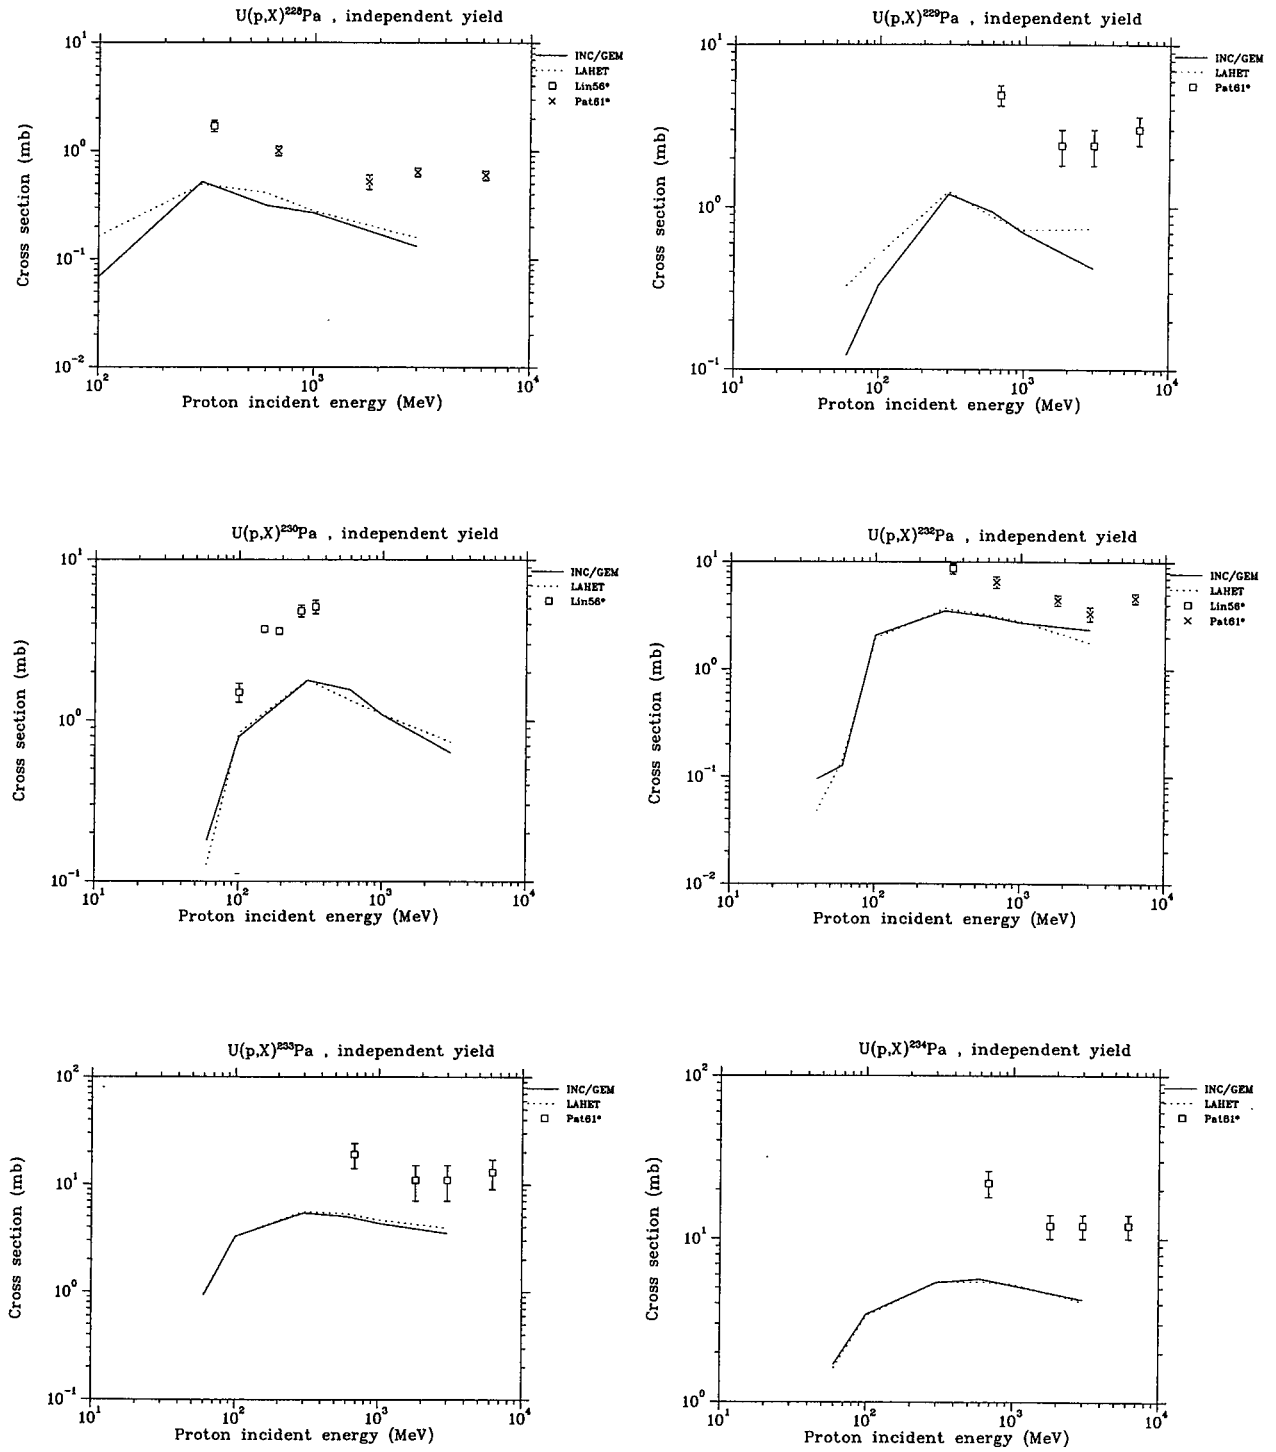 U(p,X)²²⁸Pa , independent yield
10¹
10⁰
10⁻¹
10⁻²
10²
10³
10⁴
Cross section (mb)
Proton incident energy (MeV)
INC/GEM
LAHET
Lin56*
Pat61*
U(p,X)²²⁹Pa , independent yield
10¹
10⁰
10⁻¹
10¹
10²
10³
10⁴
Cross section (mb)
Proton incident energy (MeV)
INC/GEM
LAHET
Pat61*
U(p,X)²³⁰Pa , independent yield
10¹
10⁰
10⁻¹
10¹
10²
10³
10⁴
Cross section (mb)
Proton incident energy (MeV)
INC/GEM
LAHET
Lin56*
U(p,X)²³²Pa , independent yield
10¹
10⁰
10⁻¹
10⁻²
10¹
10²
10³
10⁴
Cross section (mb)
Proton incident energy (MeV)
INC/GEM
LAHET
Lin56*
Pat61*
U(p,X)²³³Pa , independent yield
10²
10¹
10⁰
10⁻¹
10¹
10²
10³
10⁴
Cross section (mb)
Proton incident energy (MeV)
INC/GEM
LAHET
Pat61*
U(p,X)²³⁴Pa , independent yield
10²
10¹
10⁰
10¹
10²
10³
10⁴
Cross section (mb)
Proton incident energy (MeV)
INC/GEM
LAHET
Pat61*